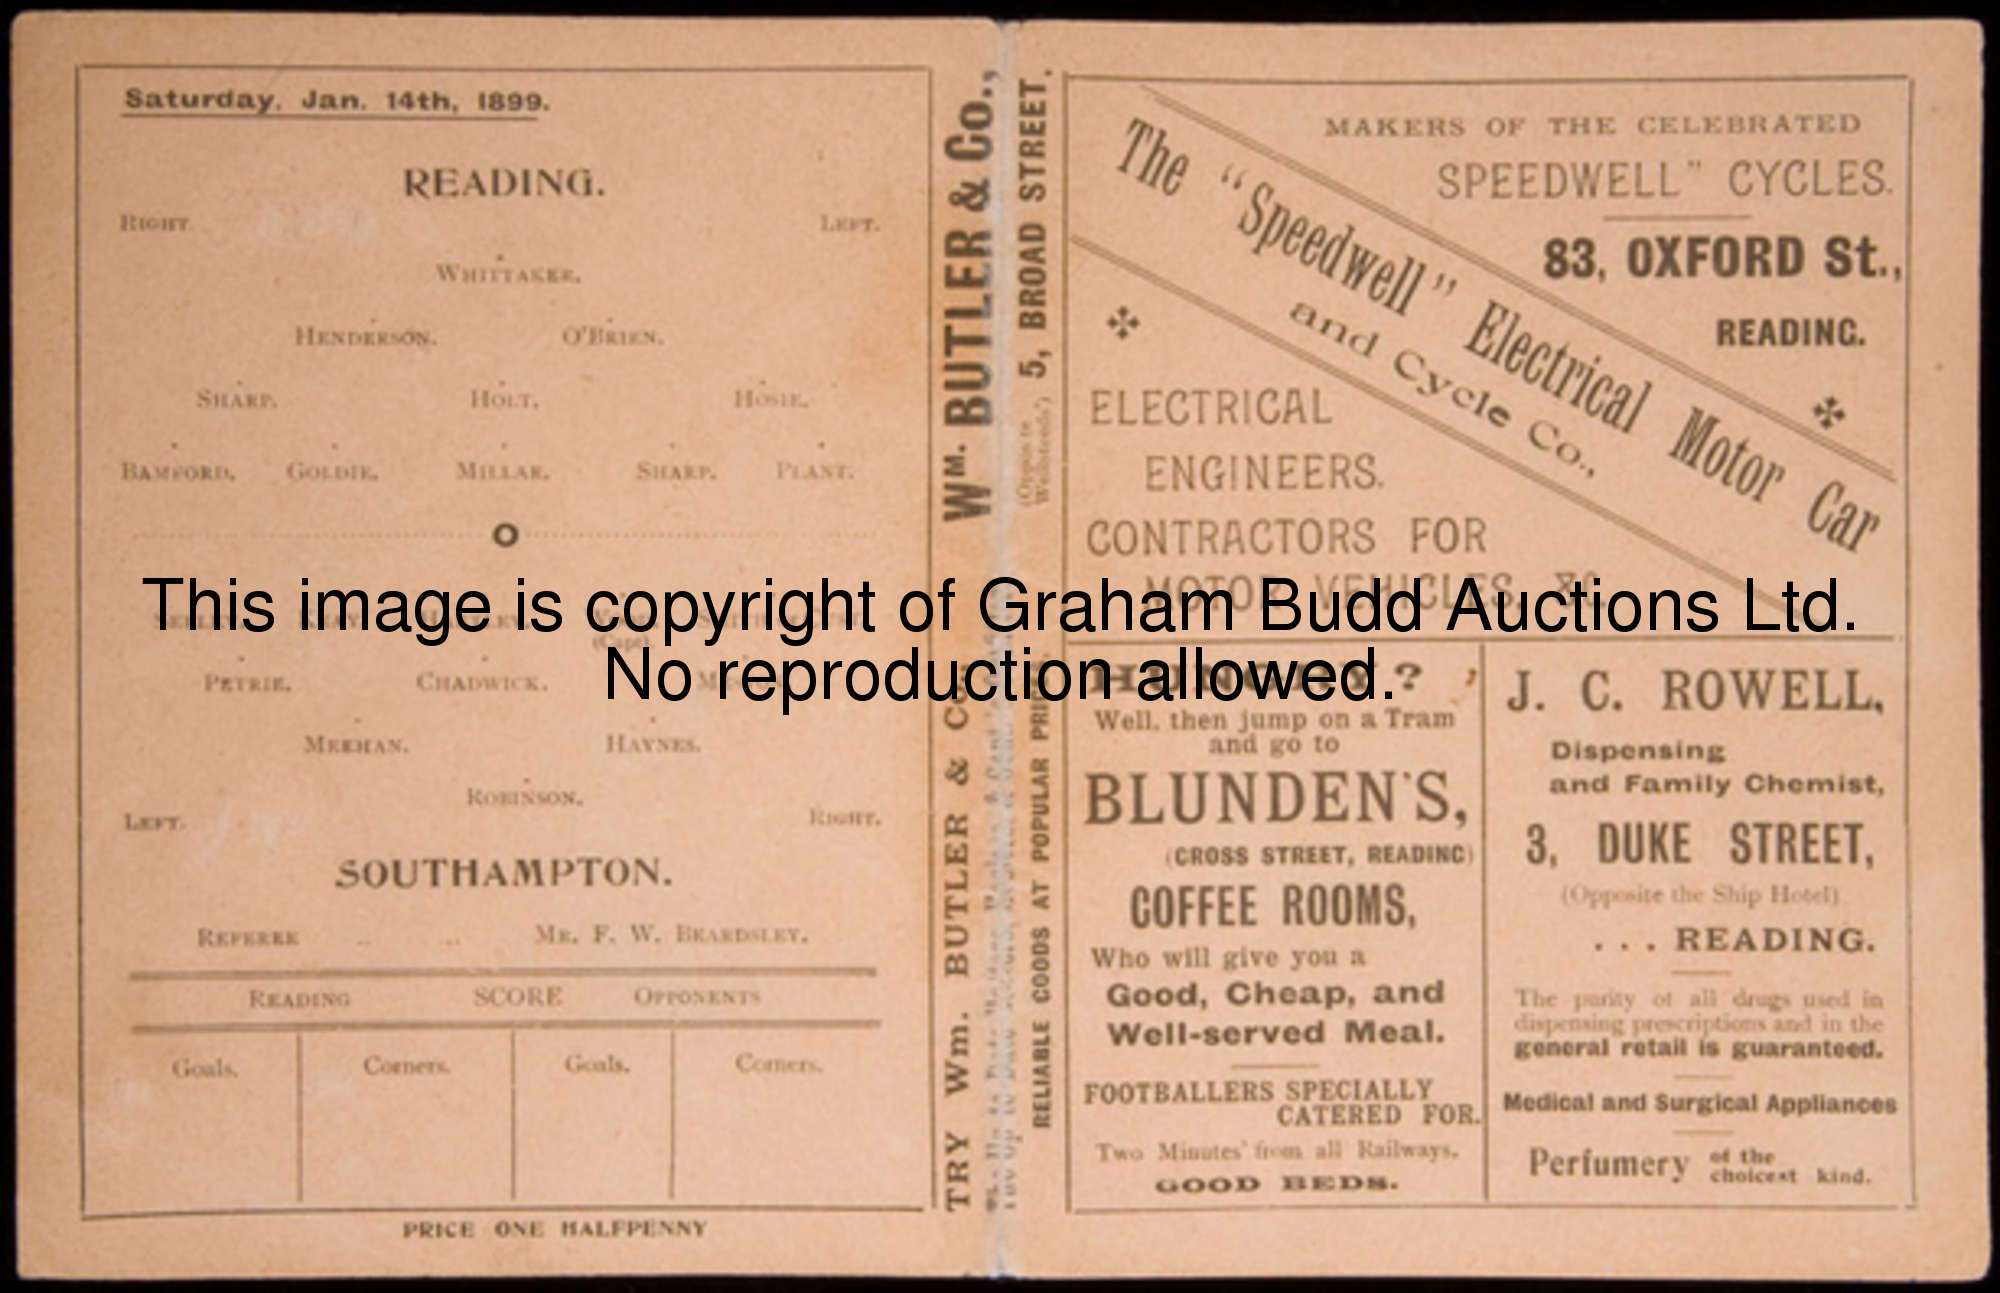 Saturday, Jan. 14th, 1899.
READING.
RIGHT. LEFT.
WHITTAKER.
HENDERSON. O'BRIEN.
SHARP. HOLT. HOSIE.
BAMFORD. GOLDIE. MILLAR. SHARP. PLANT.
O
(Capt)
PETRIE. CHADWICK.
MEEHAN. HAYNES.
ROBINSON.
LEFT. RIGHT.
SOUTHAMPTON.
REFEREE .. ... MR. F. W. BEARDSLEY.
READING SCORE OPPONENTS
Goals. Corners. Goals. Corners.
PRICE ONE HALFPENNY
WM. BUTLER & Co.,
5, BROAD STREET.
(Opposite
TRY Wm. BUTLER & CO
RELIABLE GOODS AT POPULAR PRICES.
MAKERS OF THE CELEBRATED
SPEEDWELL" CYCLES.
83, OXFORD St.,
READING.
The "Speedwell" Electrical Motor Car
and Cycle Co.,
ELECTRICAL
ENGINEERS.
CONTRACTORS FOR
MOTOR VEHICLES, &C.
HUNGRY?
Well, then jump on a Tram
and go to
BLUNDEN'S,
(CROSS STREET, READING)
COFFEE ROOMS,
Who will give you a
Good, Cheap, and
Well-served Meal.
FOOTBALLERS SPECIALLY
CATERED FOR.
Two Minutes' from all Railways.
GOOD BEDS.
J. C. ROWELL,
Dispensing
and Family Chemist,
3, DUKE STREET,
(Opposite the Ship Hotel)
. . . READING.
The purity of all drugs used in
dispensing prescriptions and in the
general retail is guaranteed.
Medical and Surgical Appliances
Perfumery of the
choicest kind.
This image is copyright of Graham Budd Auctions Ltd.
No reproduction allowed.